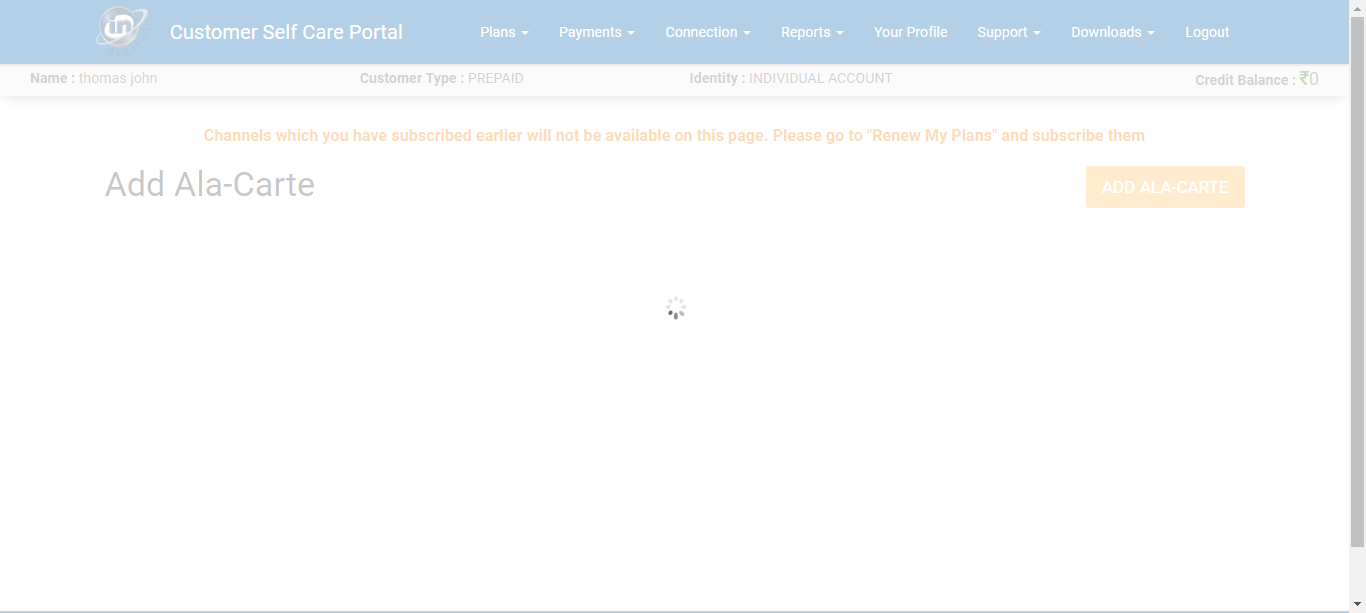 in
Customer Self Care Portal
Plans
Payments
Connection
Reports
Your Profile
Support
Downloads
Logout
Name : thomas john
Customer Type : PREPAID
Identity : INDIVIDUAL ACCOUNT
Credit Balance : ₹0
Channels which you have subscribed earlier will not be available on this page. Please go to "Renew My Plans" and subscribe them
Add Ala-Carte
ADD ALA-CARTE